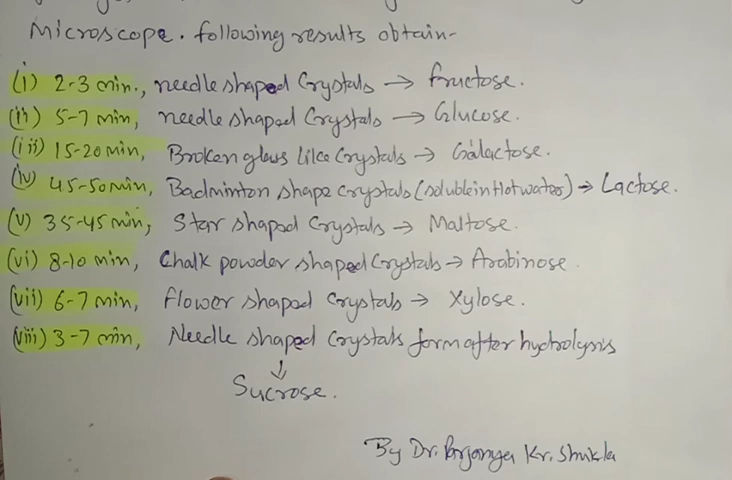 Microscope. following results obtain-
(i) 2-3 min., needle shaped Crystals → fructose.
(ii) 5-7 min, needle shaped Crystals → Glucose.
(iii) 15-20 min, Broken glass like Crystals → Galactose.
(iv) 45-50 min, Badminton shape crystals (soluble in Hot water) → Lactose.
(v) 35-45 min, Star shaped Crystals → Maltose.
(vi) 8-10 min, Chalk powder shaped Crystals → Arabinose.
(vii) 6-7 min, flower shaped Crystals → Xylose.
(viii) 3-7 min, Needle shaped Crystals form after hydrolysis
↓
Sucrose.
By Dr. Parjanya Kr. Shukla